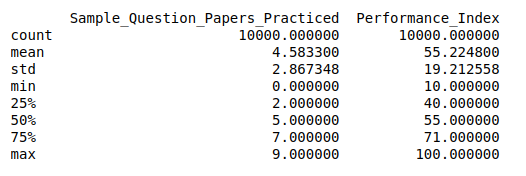 Sample_Question_Papers_Practiced Performance_Index
count 10000.000000 10000.000000
mean 4.583300 55.224800
std 2.867348 19.212558
min 0.000000 10.000000
25% 2.000000 40.000000
50% 5.000000 55.000000
75% 7.000000 71.000000
max 9.000000 100.000000